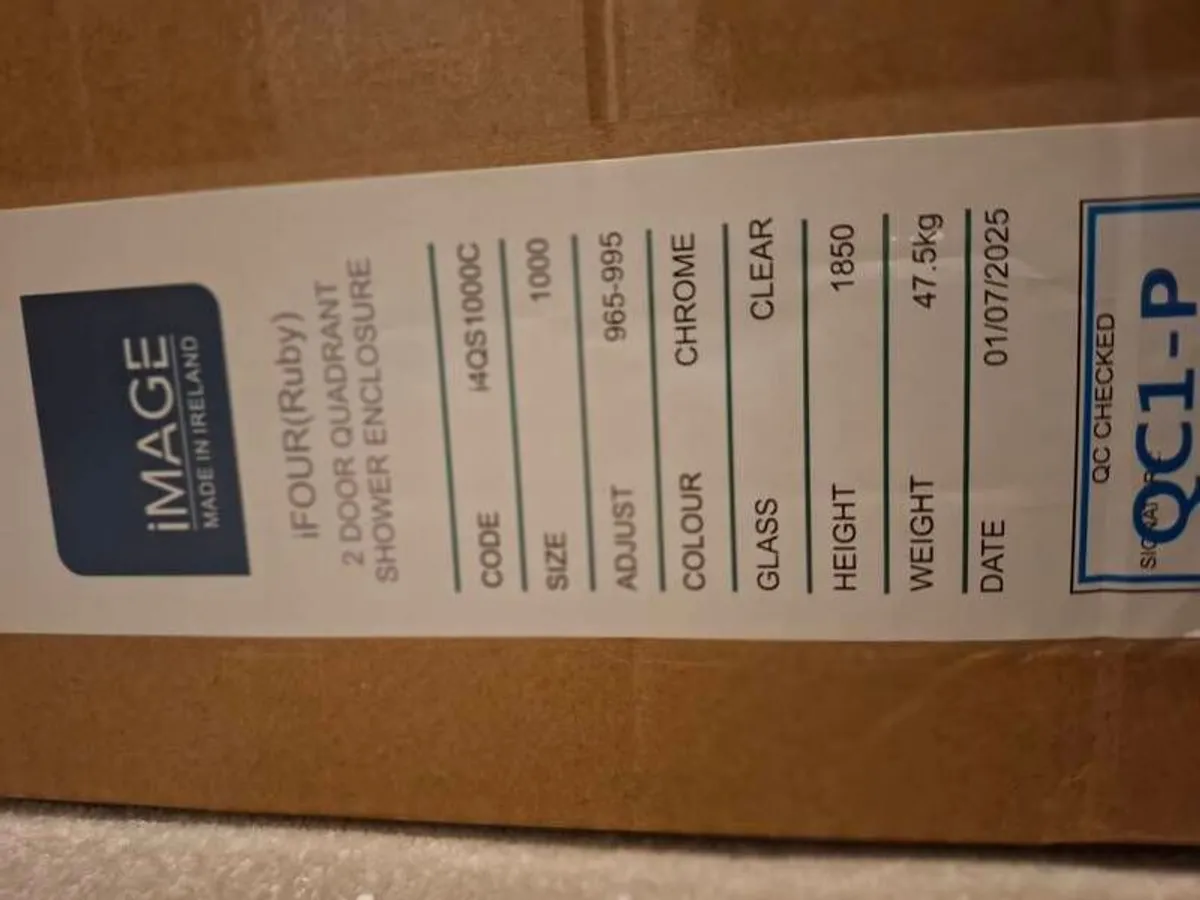 iMAGE
MADE IN IRELAND
iFOUR(Ruby)
2 DOOR QUADRANT
SHOWER ENCLOSURE
CODE i4QS1000C
SIZE 1000
ADJUST 965-995
COLOUR CHROME
GLASS CLEAR
HEIGHT 1850
WEIGHT 47.5kg
DATE 01/07/2025
QC CHECKED
QC1-P